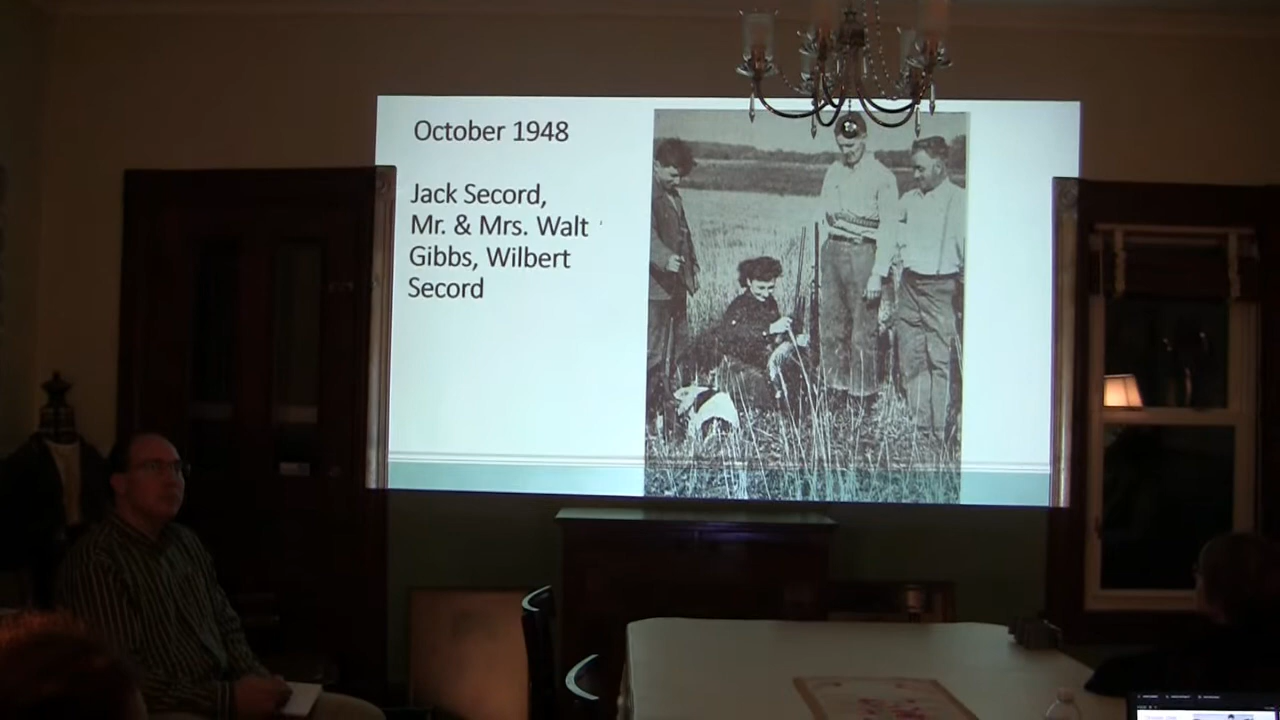 October 1948
Jack Secord,
Mr. & Mrs. Walt
Gibbs, Wilbert
Secord